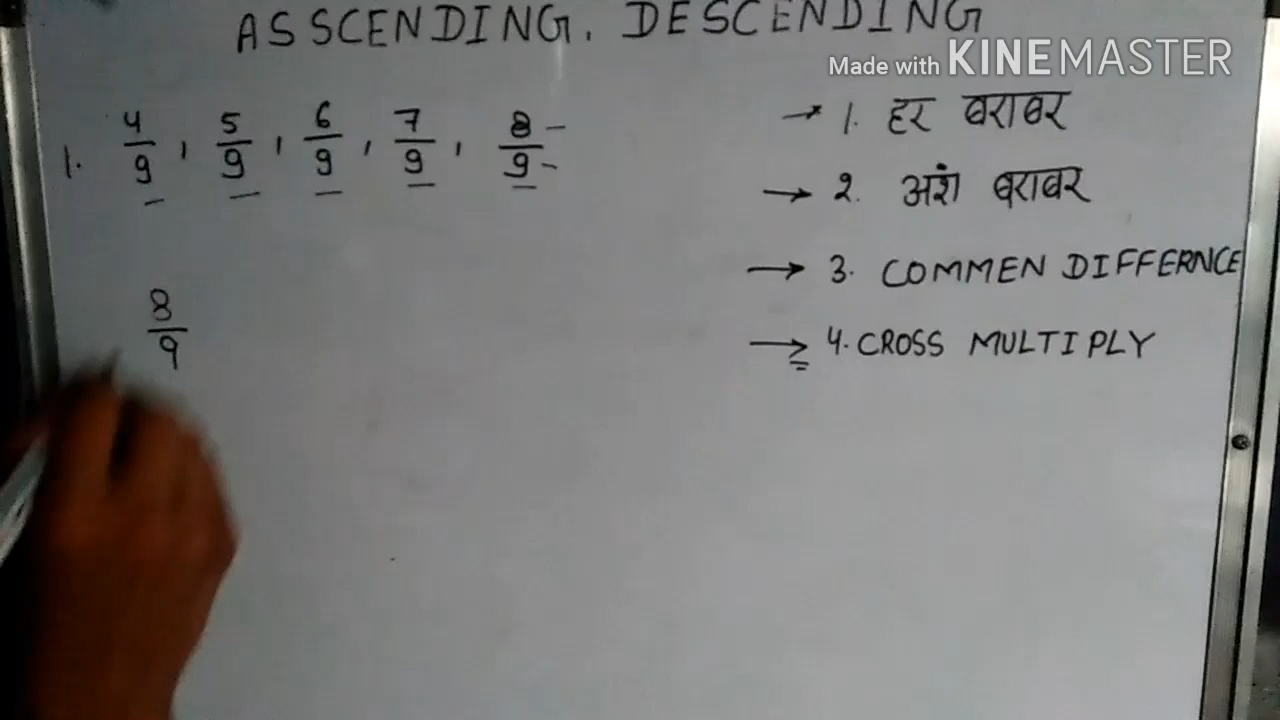 ASSCENDING. DESCENDING
Made with KINEMASTER
1. 4/9, 5/9, 6/9, 7/9, 8/9
8/9
→ 1. हर बराबर
→ 2. अंश बराबर
→ 3. COMMEN DIFFERNCE
→ 4. CROSS MULTIPLY